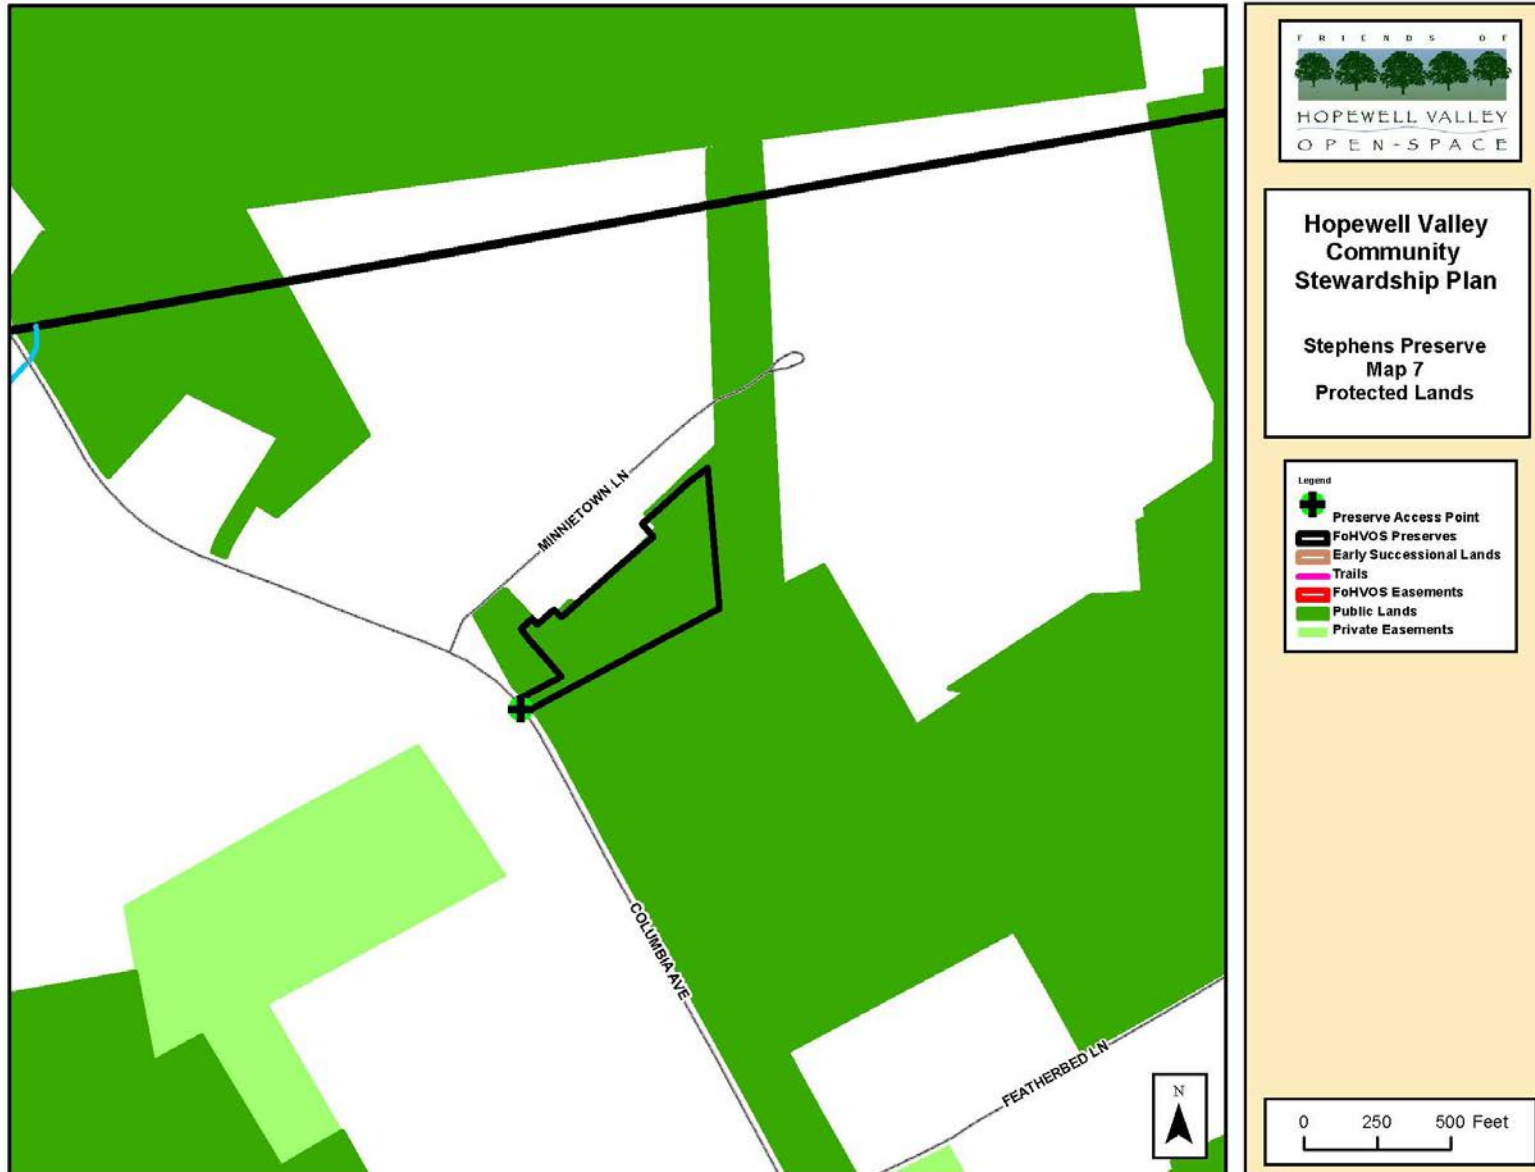 FRIENDS OF
HOPEWELL VALLEY
OPEN-SPACE
Hopewell Valley
Community
Stewardship Plan
Stephens Preserve
Map 7
Protected Lands
Legend
Preserve Access Point
FoHVOS Preserves
Early Successional Lands
Trails
FoHVOS Easements
Public Lands
Private Easements
MINNIETOWN LN
COLUMBIA AVE
FEATHERBED LN
N
0 250 500 Feet